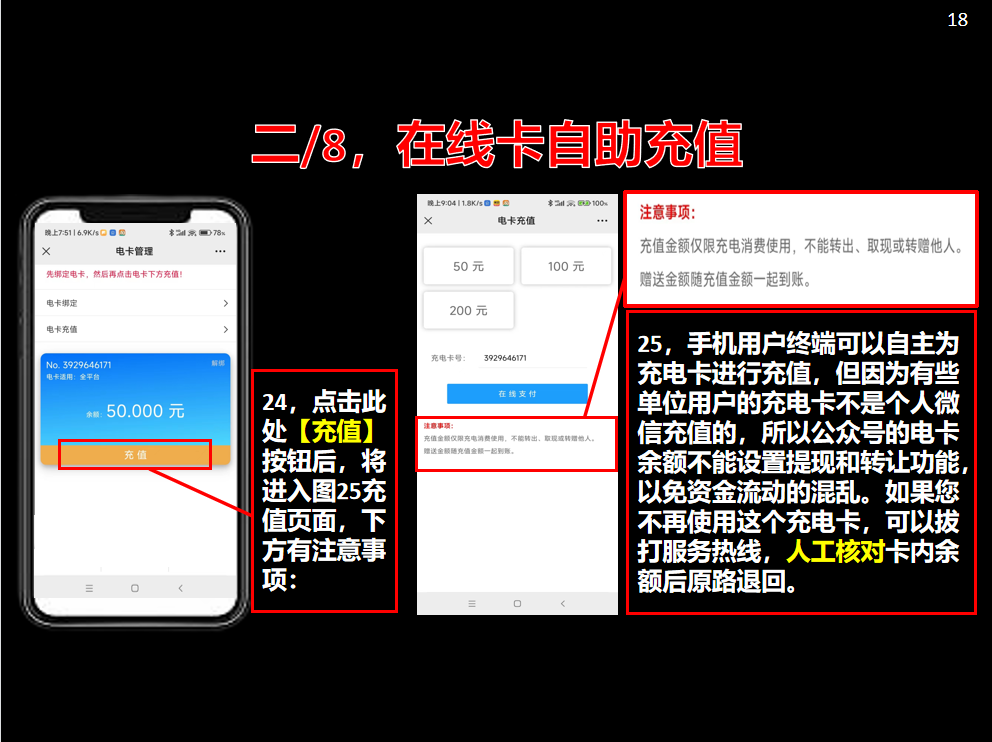 18
二/8，在线卡自助充值
晚上7:51 | 6.9K/s
78%
电卡管理
先绑定电卡，然后再点击电卡下方充值！
电卡绑定
电卡充值
No. 3929646171
解绑
电卡适用：全平台
余额：50.000 元
充 值
24，点击此
处【充值】
按钮后，将
进入图25充
值页面，下
方有注意事
项：
晚上9:04 | 1.8K/s
100%
电卡充值
50 元
100 元
200 元
充电卡号：
3929646171
在 线 支 付
注意事项：
充值金额仅限充电消费使用，不能转出、取现或转赠他人。
赠送金额随充值金额一起到账。
注意事项：
充值金额仅限充电消费使用，不能转出、取现或转赠他人。
赠送金额随充值金额一起到账。
25，手机用户终端可以自主为
充电卡进行充值，但因为有些
单位用户的充电卡不是个人微
信充值的，所以公众号的电卡
余额不能设置提现和转让功能，
以免资金流动的混乱。如果您
不再使用这个充电卡，可以拔
打服务热线，人工核对卡内余
额后原路退回。